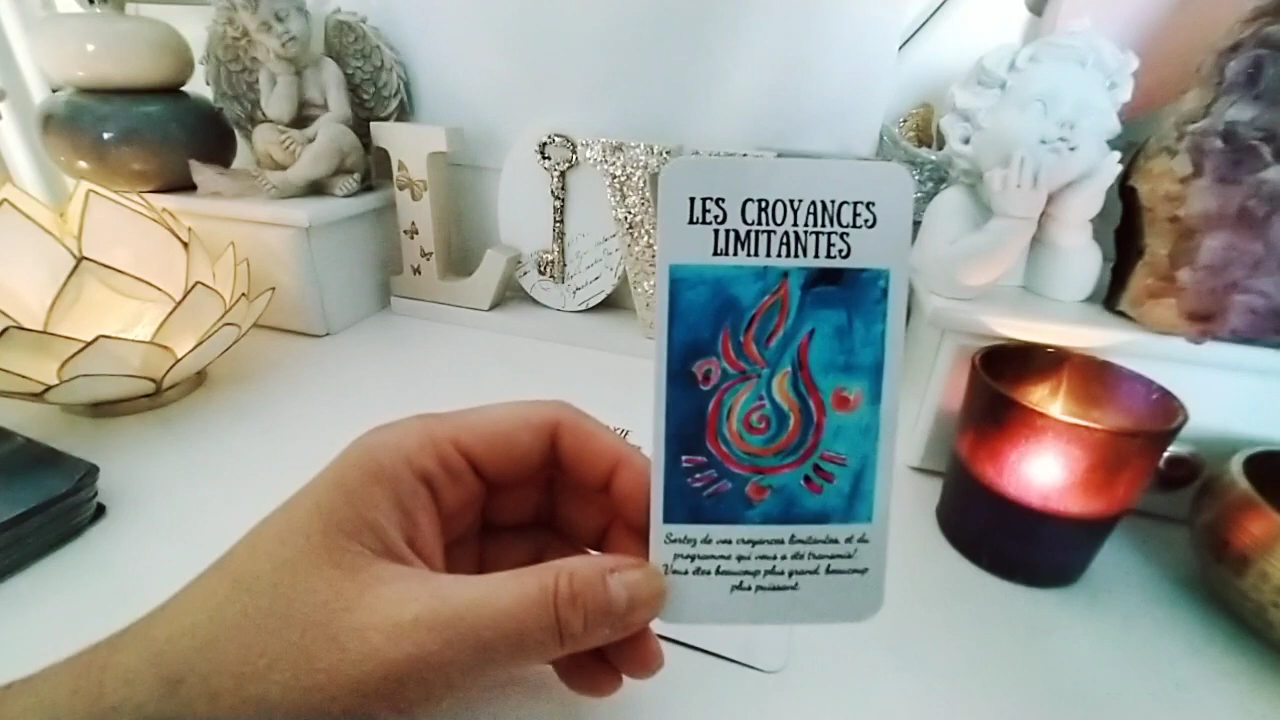 LO
LES CROYANCES
LIMITANTES
Sortez de vos croyances limitantes, et du
programme qui vous a été transmis!
Vous êtes beaucoup plus grand, beaucoup
plus puissant.